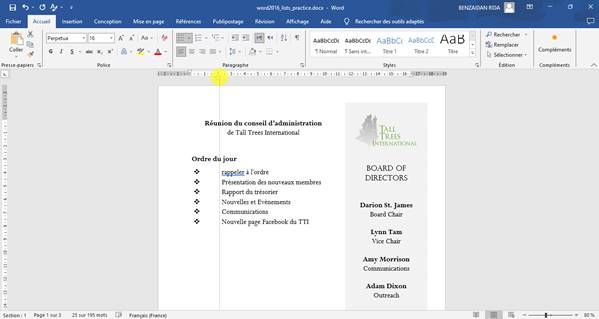 word2016_lists_practice.docx - Word
BENZAIDAN RIDA
Fichier Accueil Insertion Conception Mise en page Références Publipostage Révision Affichage Aide Rechercher des outils adaptés
Coller
Perpetua 16
AaBbCcDc AaBbCcDc AaBbCc AaBbCcC AaB
¶ Normal ¶ Sans int... Titre 1 Titre 2 Titre
Rechercher
Remplacer
Sélectionner
Compléments
Presse-papiers Police Paragraphe Styles Édition Compléments
Réunion du conseil d'administration
de Tall Trees International
Ordre du jour
❖ rappeler à l'ordre
❖ Présentation des nouveaux membres
❖ Rapport du trésorier
❖ Nouvelles et Evènements
❖ Communications
❖ Nouvelle page Facebook du TTI
TALL
TREES
INTERNATIONAL
BOARD OF
DIRECTORS
Darion St. James
Board Chair
Lynn Tam
Vice Chair
Amy Morrison
Communications
Adam Dixon
Outreach
Section : 1 Page 1 sur 3 25 sur 195 mots Français (France) 80 %